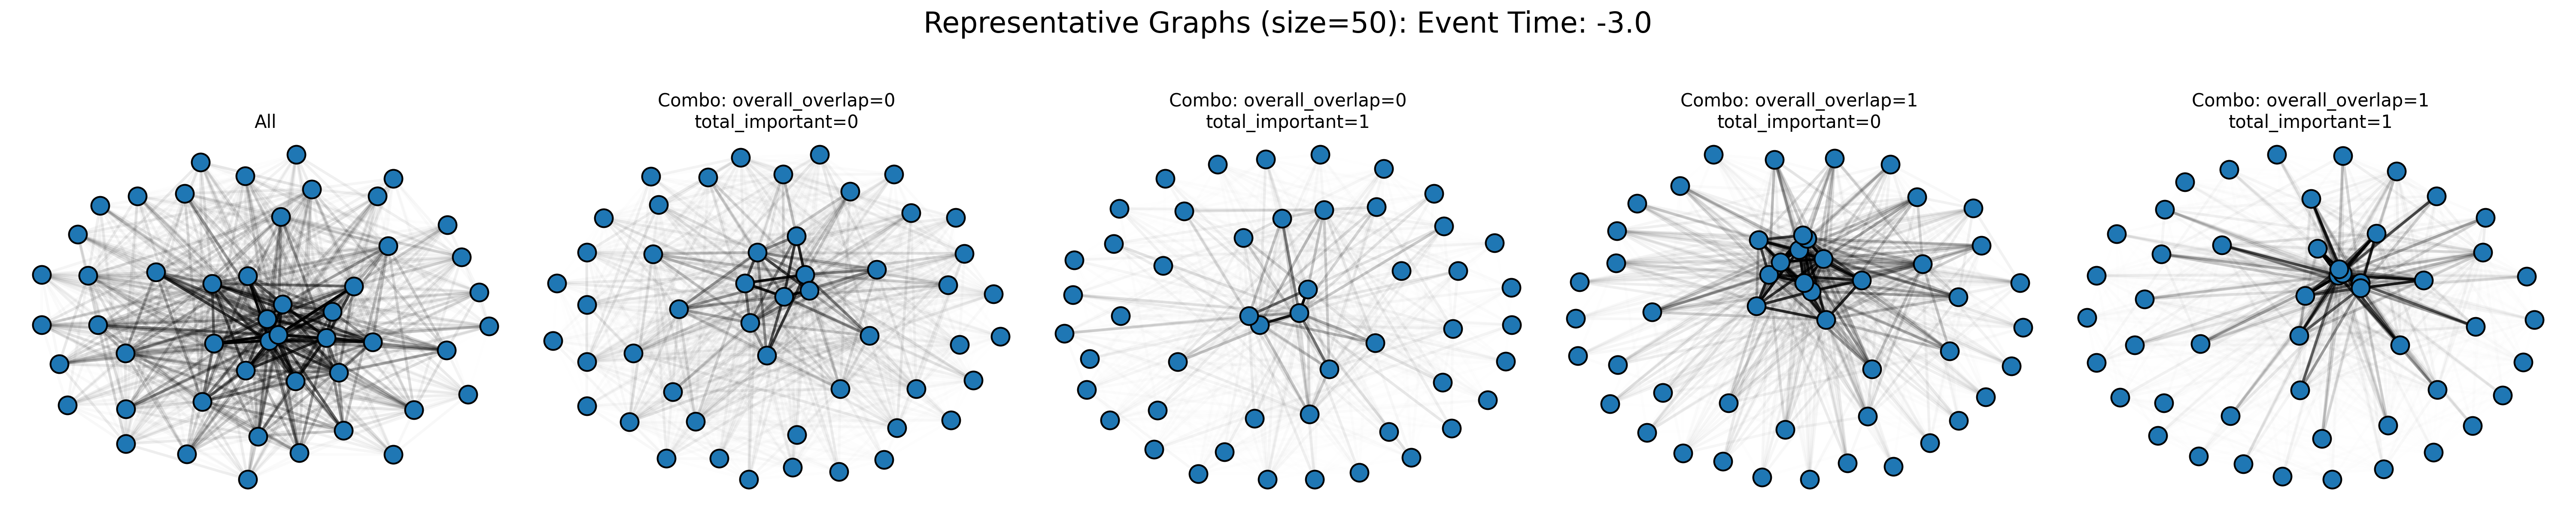 Representative Graphs (size=50): Event Time: -3.0
All
Combo: overall_overlap=0
total_important=0
Combo: overall_overlap=0
total_important=1
Combo: overall_overlap=1
total_important=0
Combo: overall_overlap=1
total_important=1